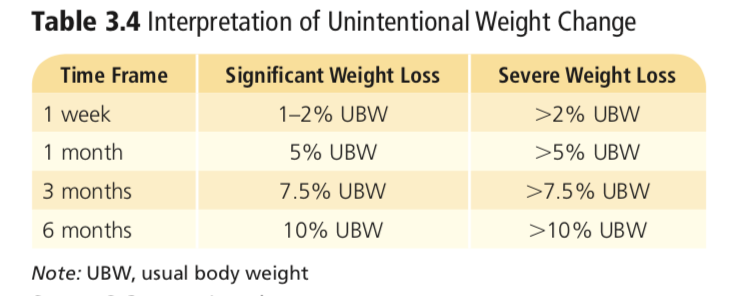 Table 3.4 Interpretation of Unintentional Weight Change
Time Frame Significant Weight Loss Severe Weight Loss
1 week 1–2% UBW >2% UBW
1 month 5% UBW >5% UBW
3 months 7.5% UBW >7.5% UBW
6 months 10% UBW >10% UBW
Note: UBW, usual body weight